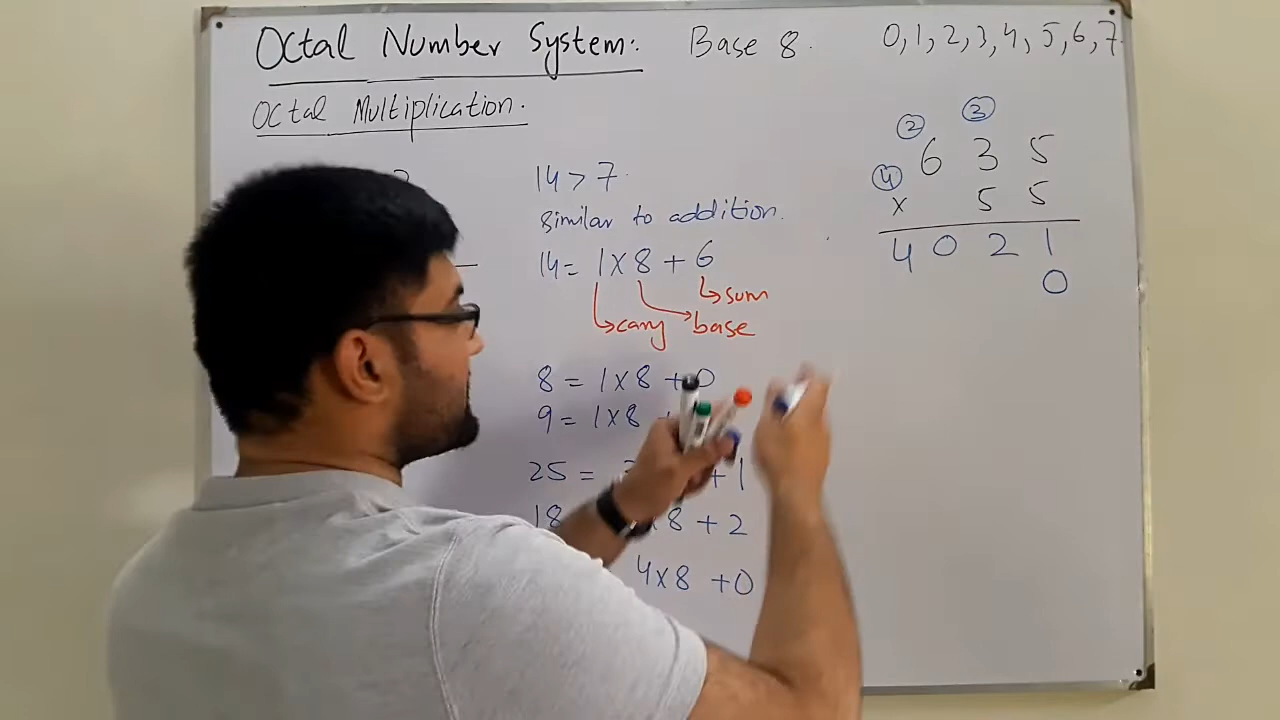 Octal Number System:. Base 8. 0,1,2,3,4,5,6,7.
Octal Multiplication.
14 > 7.
Similar to addition.
14 = 1 x 8 + 6
sum
carry base
8 = 1 x 8 + 0
9 = 1 x 8
25 = + 1
18 8 + 2
4 x 8 + 0
2 3
6 3 5
4
x 5 5
4 0 2 1
0